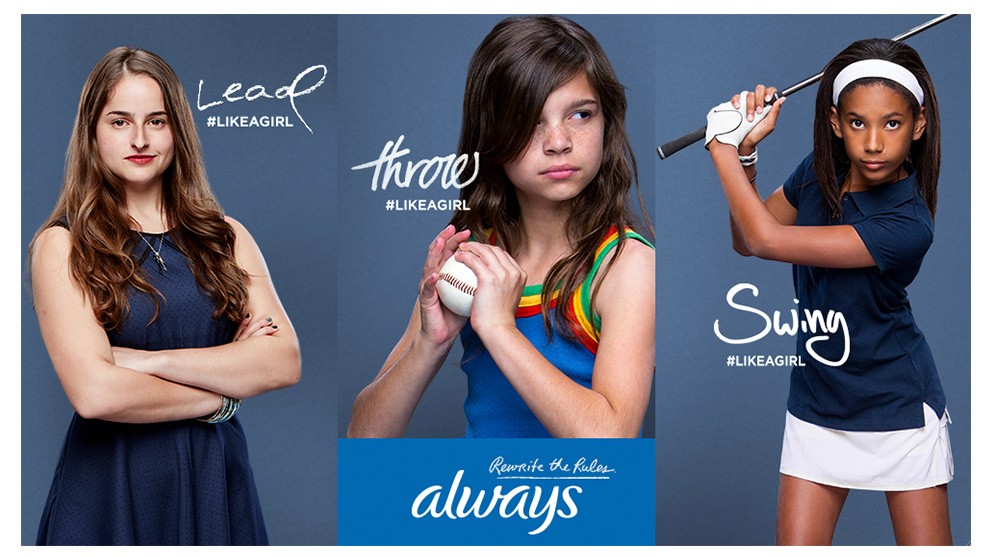 Lead
#LIKEAGIRL
throw
#LIKEAGIRL
Swing
#LIKEAGIRL
Rewrite the Rules.
always